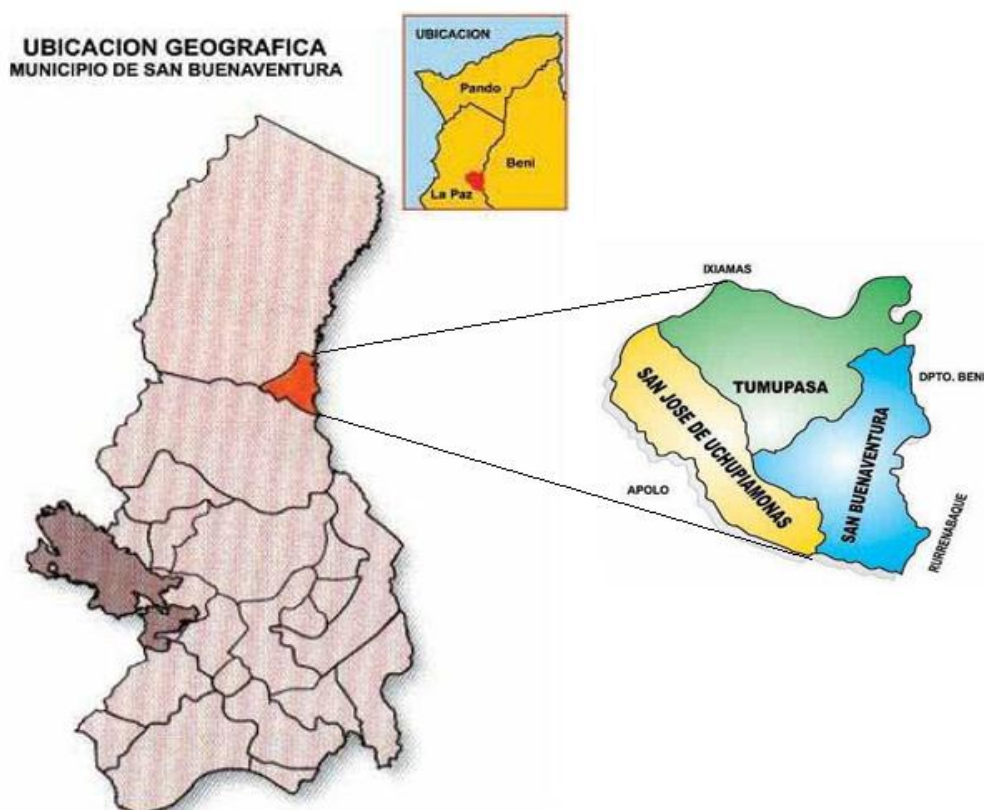 UBICACION GEOGRAFICA
MUNICIPIO DE SAN BUENAVENTURA
UBICACION
Pando
Beni
La Paz
IXIAMAS
TUMUPASA
DPTO. BENI
SAN JOSE DE UCHUPIAMONAS
SAN BUENAVENTURA
APOLO
RURRENABAQUE